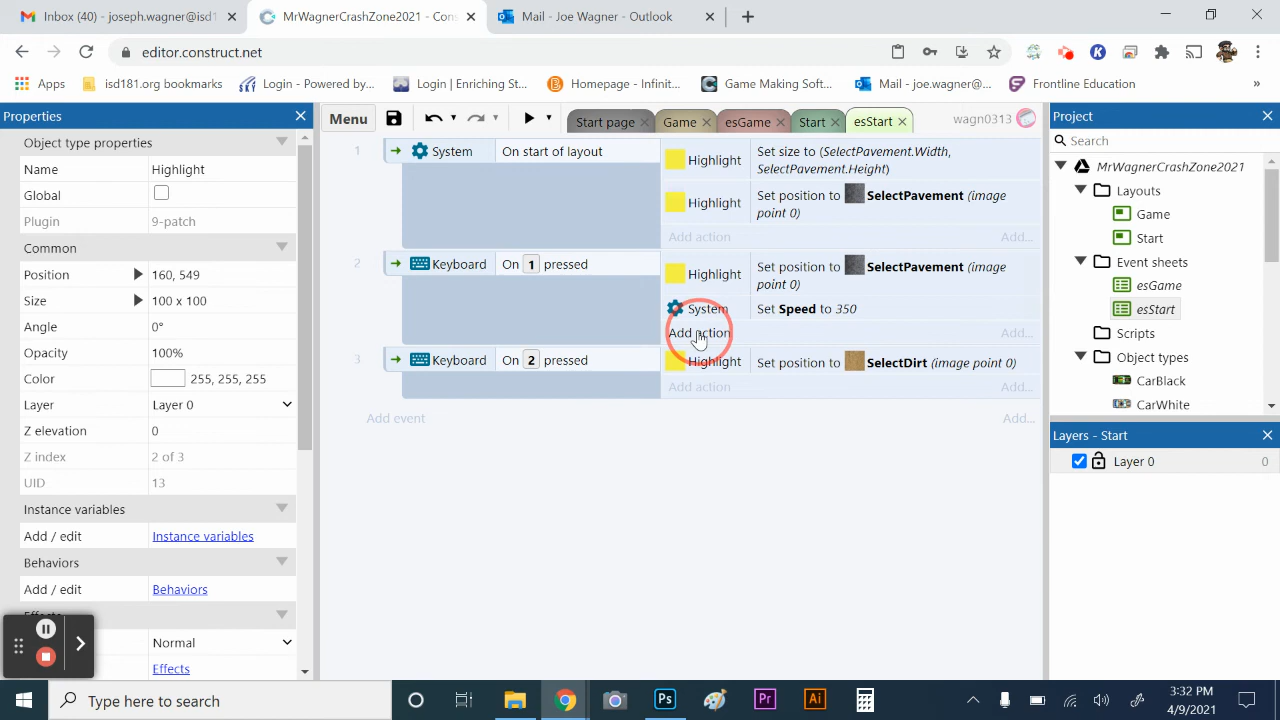 Inbox (40) - joseph.wagner@isd1
MrWagnerCrashZone2021 - Cons
Mail - Joe Wagner - Outlook
editor.construct.net
Apps
isd181.org bookmarks
Login - Powered by...
Login | Enriching St...
Homepage - Infinit...
Game Making Soft...
Mail - joe.wagner@...
Frontline Education
»
Properties
Menu
Start page
Game
esGame
Start
esStart
wagn0313
Project
Object type properties
Name Highlight
Global
Plugin 9-patch
Common
Position 160, 549
Size 100 x 100
Angle 0°
Opacity 100%
Color 255, 255, 255
Layer Layer 0
Z elevation 0
Z index 2 of 3
UID 13
Instance variables
Add / edit Instance variables
Behaviors
Add / edit Behaviors
Effects
Normal
Effects
1 System On start of layout
Highlight Set size to (SelectPavement.Width,
SelectPavement.Height)
Highlight Set position to SelectPavement (image
point 0)
Add action Add...
2 Keyboard On 1 pressed
Highlight Set position to SelectPavement (image
point 0)
System Set Speed to 350
Add action Add...
3 Keyboard On 2 pressed
Highlight Set position to SelectDirt (image point 0)
Add action Add...
Add event Add...
Search
MrWagnerCrashZone2021
Layouts
Game
Start
Event sheets
esGame
esStart
Scripts
Object types
CarBlack
CarWhite
Layers - Start
Layer 0 0
Type here to search
Ps
Pr
Ai
3:32 PM
4/9/2021